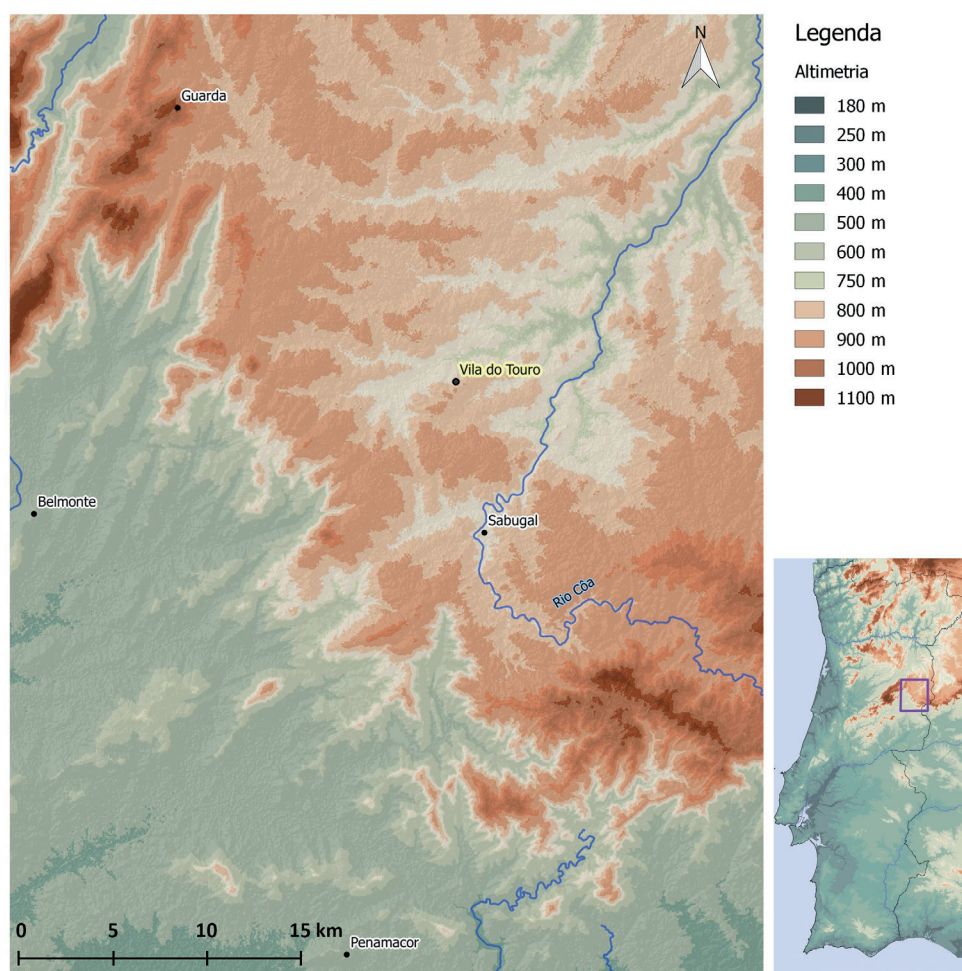 N
Guarda
Vila do Touro
Belmonte
Sabugal
Rio Côa
0 5 10 15 km
Penamacor
Legenda
Altimetria
180 m
250 m
300 m
400 m
500 m
600 m
750 m
800 m
900 m
1000 m
1100 m